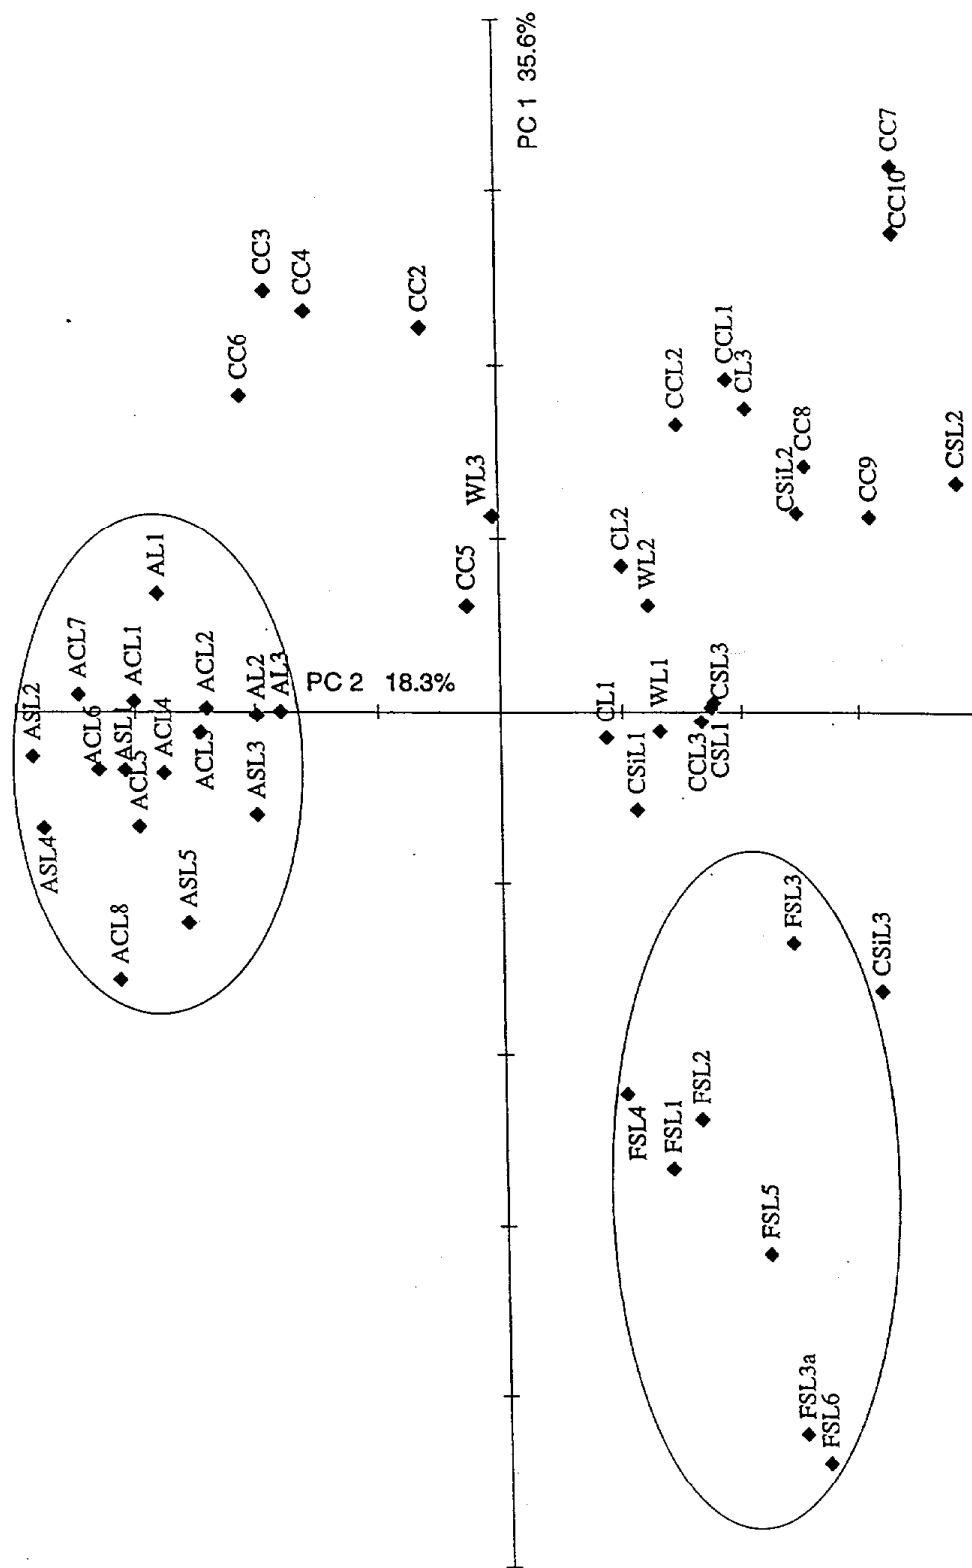 ASL2
ASL4
ACL7
ACL6
ACL8
ASL1
ACL1
ACL5
AL1
ACL4
ASL5
ACL3
ACL2
CC6
ASL3
AL2
CC3
AL3
CC4
PC 2 18.3%
CC2
CC5
WL3
PC 1 35.6%
CL1
CL2
FSL4
CSiL1
WL2
WL1
FSL1
CCL2
CCL3
FSL2
CSL1
CSL3
CCL1
CL3
FSL5
CSiL2
FSL3
CC8
FSL3a
FSL6
CC9
CSiL3
CC7
CC10
CSL2